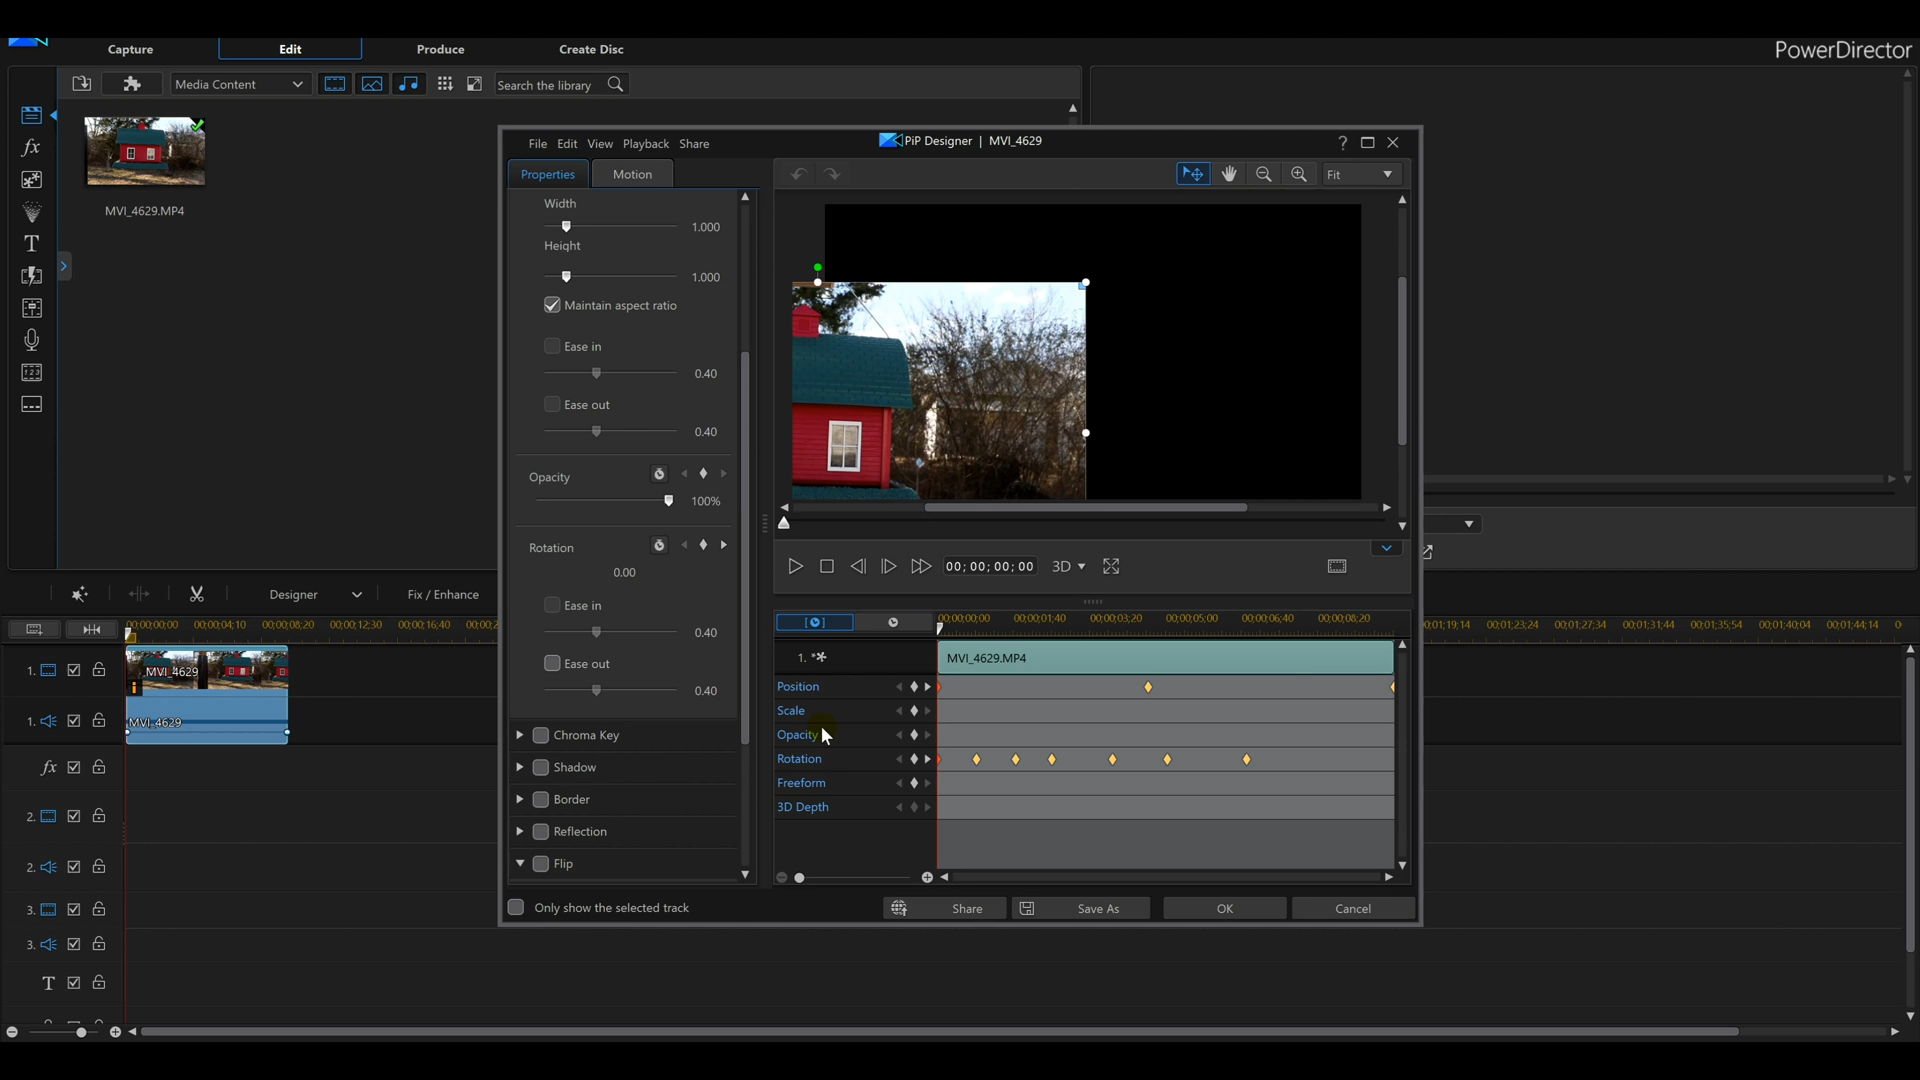 Capture Edit Produce Create Disc PowerDirector
Media Content Search the library
MVI_4629.MP4
File Edit View Playback Share PiP Designer | MVI_4629 ?
Properties Motion Fit
Width
1.000
Height
1.000
Maintain aspect ratio
Ease in
0.40
Ease out
0.40
Opacity
100%
Rotation
0.00
Ease in
0.40
Ease out
0.40
Chroma Key
Shadow
Border
Reflection
Flip
Only show the selected track
00;00;00;00 3D
00;00;00;00 00;00;01;40 00;00;03;20 00;00;05;00 00;00;06;40 00;00;08;20
1. MVI_4629.MP4
Position
Scale
Opacity
Rotation
Freeform
3D Depth
Share Save As OK Cancel
Designer Fix / Enhance
00;00;00;00 00;00;04;10 00;00;08;20 00;00;12;30 00;00;16;40 00;00;2
01;19;14 00;01;23;24 00;01;27;34 00;01;31;44 00;01;35;54 00;01;40;04 00;01;44;14
1. MVI_4629
1. MVI_4629
fx
2.
2.
3.
3.
T